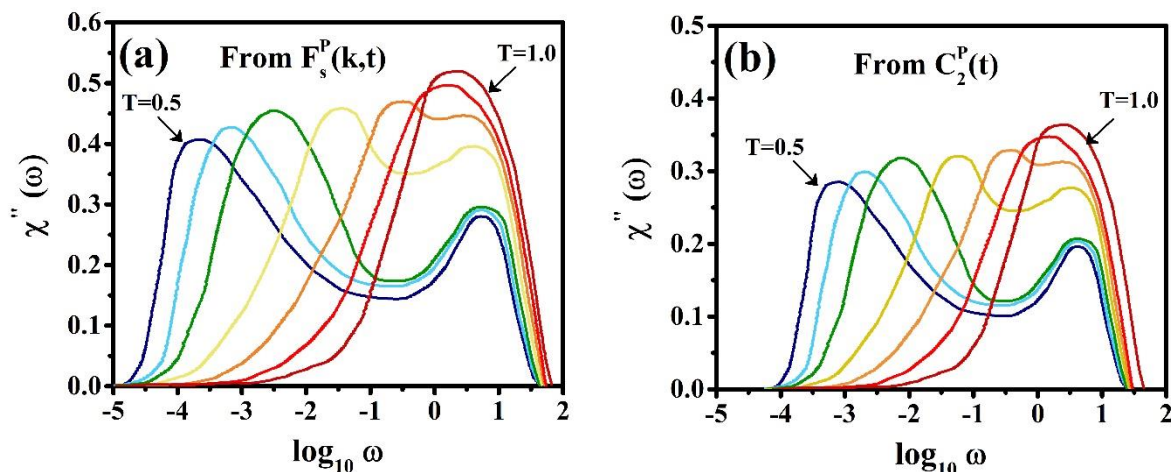 (a)
From F_s^P(k,t)
T=1.0
T=0.5
χ" (ω)
0.6
0.5
0.4
0.3
0.2
0.1
0.0
-5 -4 -3 -2 -1 0 1 2
log₁₀ ω
(b)
From C_2^P(t)
T=1.0
T=0.5
χ" (ω)
0.5
0.4
0.3
0.2
0.1
0.0
-5 -4 -3 -2 -1 0 1 2
log₁₀ ω